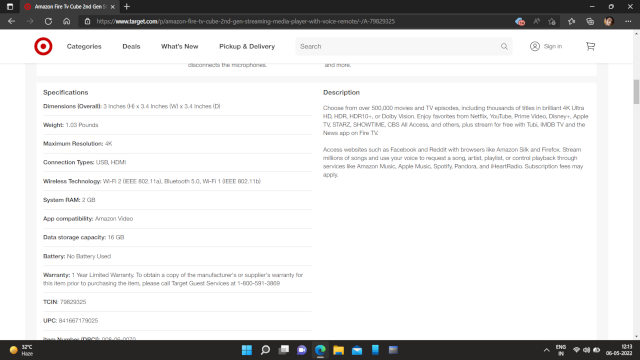 Amazon Fire Tv Cube 2nd Gen S
https://www.target.com/p/amazon-fire-tv-cube-2nd-gen-streaming-media-player-with-voice-remote/-/A-79829325
Categories
Deals
What's New
Pickup & Delivery
Search
Sign in
disconnects the microphones.
and more.
Specifications
Dimensions (Overall): 3 Inches (H) x 3.4 Inches (W) x 3.4 Inches (D)
Weight: 1.03 Pounds
Maximum Resolution: 4K
Connection Types: USB, HDMI
Wireless Technology: Wi-Fi 2 (IEEE 802.11a), Bluetooth 5.0, Wi-Fi 1 (IEEE 802.11b)
System RAM: 2 GB
App compatibility: Amazon Video
Data storage capacity: 16 GB
Battery: No Battery Used
Warranty: 1 Year Limited Warranty. To obtain a copy of the manufacturer's or supplier's warranty for
this item prior to purchasing the item, please call Target Guest Services at 1-800-591-3869
TCIN: 79829325
UPC: 841667179025
Item Number (DPCI): 008-06-0070
Description
Choose from over 500,000 movies and TV episodes, including thousands of titles in brilliant 4K Ultra
HD, HDR, HDR10+, or Dolby Vision. Enjoy favorites from Netflix, YouTube, Prime Video, Disney+, Apple
TV, STARZ, SHOWTIME, CBS All Access, and others, plus stream for free with Tubi, IMDB TV and the
News app on Fire TV.
Access websites such as Facebook and Reddit with browsers like Amazon Silk and Firefox. Stream
millions of songs and use your voice to request a song, artist, playlist, or control playback through
services like Amazon Music, Apple Music, Spotify, Pandora, and iHeartRadio. Subscription fees may
apply.
32°C
Haze
ENG
IN
12:13
06-05-2022